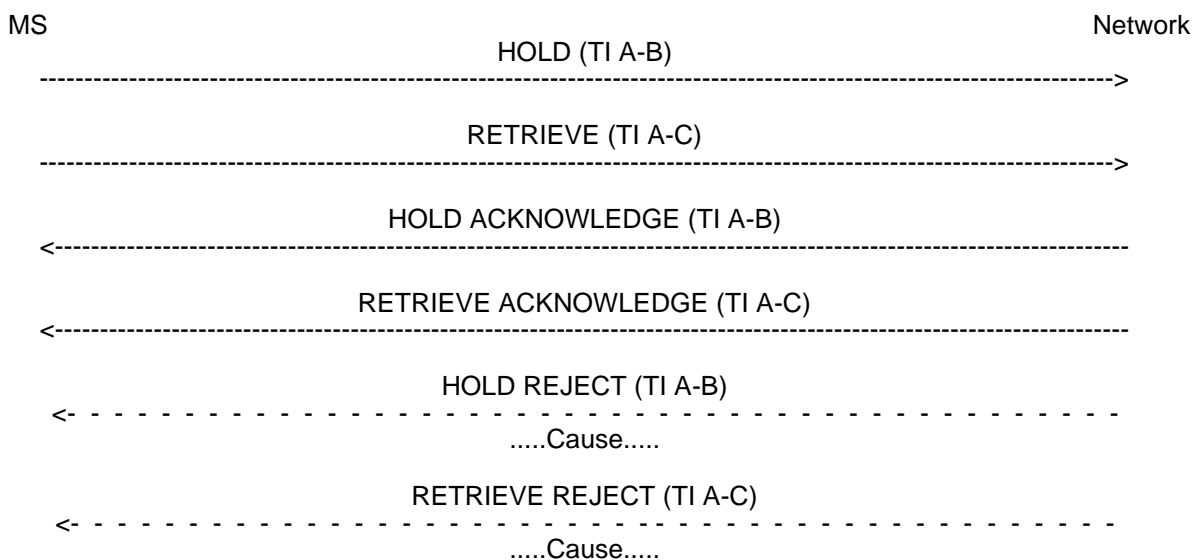 MS Network
HOLD (TI A-B)
RETRIEVE (TI A-C)
HOLD ACKNOWLEDGE (TI A-B)
RETRIEVE ACKNOWLEDGE (TI A-C)
HOLD REJECT (TI A-B)
.....Cause.....
RETRIEVE REJECT (TI A-C)
.....Cause.....